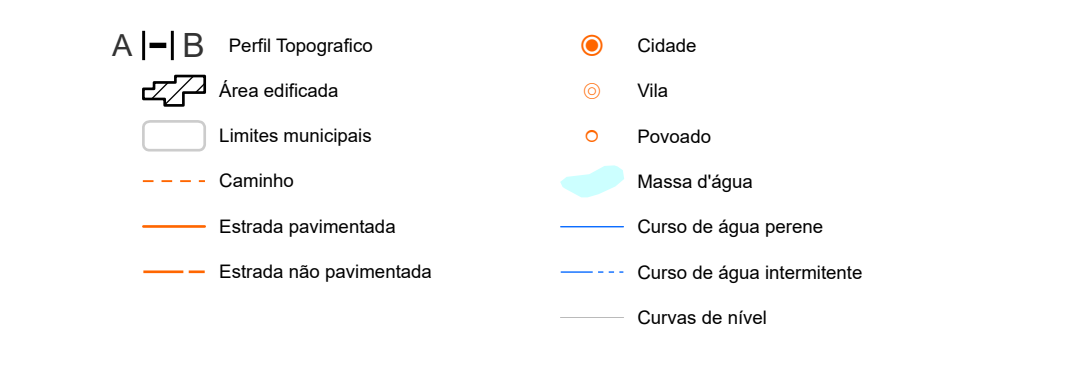 A B Perfil Topografico
Área edificada
Limites municipais
Caminho
Estrada pavimentada
Estrada não pavimentada
Cidade
Vila
Povoado
Massa d'água
Curso de água perene
Curso de água intermitente
Curvas de nível